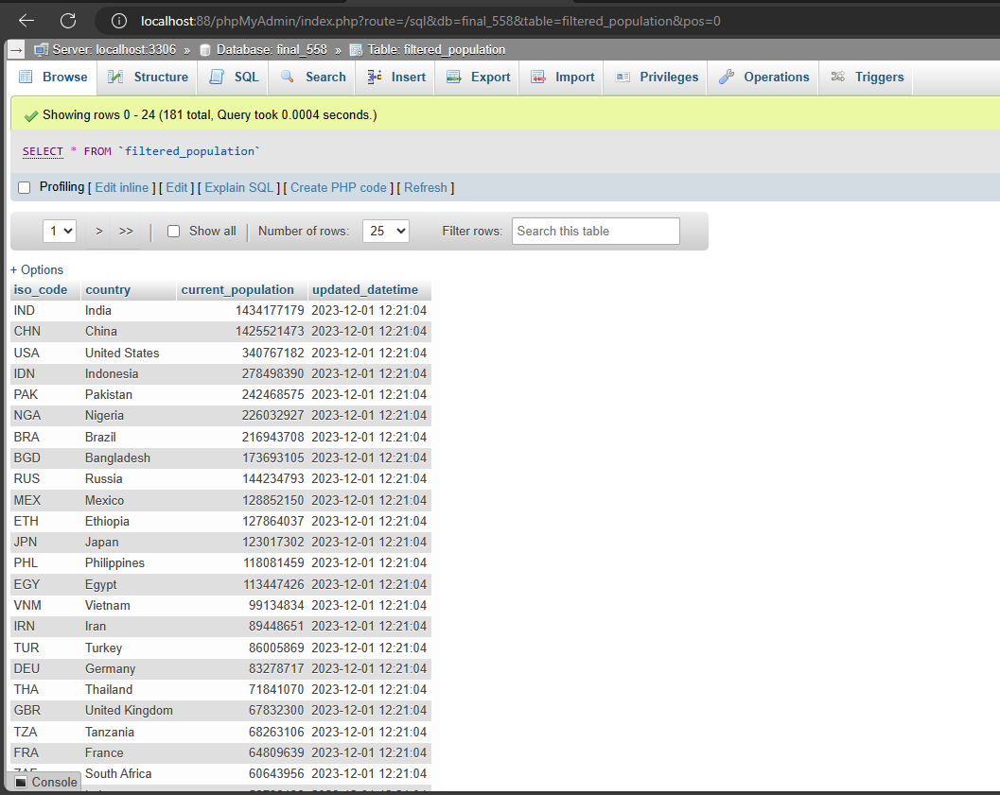 localhost:88/phpMyAdmin/index.php?route=/sql&db=final_558&table=filtered_population&pos=0
Server: localhost:3306 » Database: final_558 » Table: filtered_population
Browse Structure SQL Search Insert Export Import Privileges Operations Triggers
Showing rows 0 - 24 (181 total, Query took 0.0004 seconds.)
SELECT * FROM `filtered_population`
Profiling [ Edit inline ] [ Edit ] [ Explain SQL ] [ Create PHP code ] [ Refresh ]
1 > >> | Show all | Number of rows: 25 Filter rows: Search this table
+ Options
iso_code country current_population updated_datetime
IND India 1434177179 2023-12-01 12:21:04
CHN China 1425521473 2023-12-01 12:21:04
USA United States 340767182 2023-12-01 12:21:04
IDN Indonesia 278498390 2023-12-01 12:21:04
PAK Pakistan 242468575 2023-12-01 12:21:04
NGA Nigeria 226032927 2023-12-01 12:21:04
BRA Brazil 216943708 2023-12-01 12:21:04
BGD Bangladesh 173693105 2023-12-01 12:21:04
RUS Russia 144234793 2023-12-01 12:21:04
MEX Mexico 128852150 2023-12-01 12:21:04
ETH Ethiopia 127864037 2023-12-01 12:21:04
JPN Japan 123017302 2023-12-01 12:21:04
PHL Philippines 118081459 2023-12-01 12:21:04
EGY Egypt 113447426 2023-12-01 12:21:04
VNM Vietnam 99134834 2023-12-01 12:21:04
IRN Iran 89448651 2023-12-01 12:21:04
TUR Turkey 86005869 2023-12-01 12:21:04
DEU Germany 83278717 2023-12-01 12:21:04
THA Thailand 71841070 2023-12-01 12:21:04
GBR United Kingdom 67832300 2023-12-01 12:21:04
TZA Tanzania 68263106 2023-12-01 12:21:04
FRA France 64809639 2023-12-01 12:21:04
South Africa 60643956 2023-12-01 12:21:04
Console